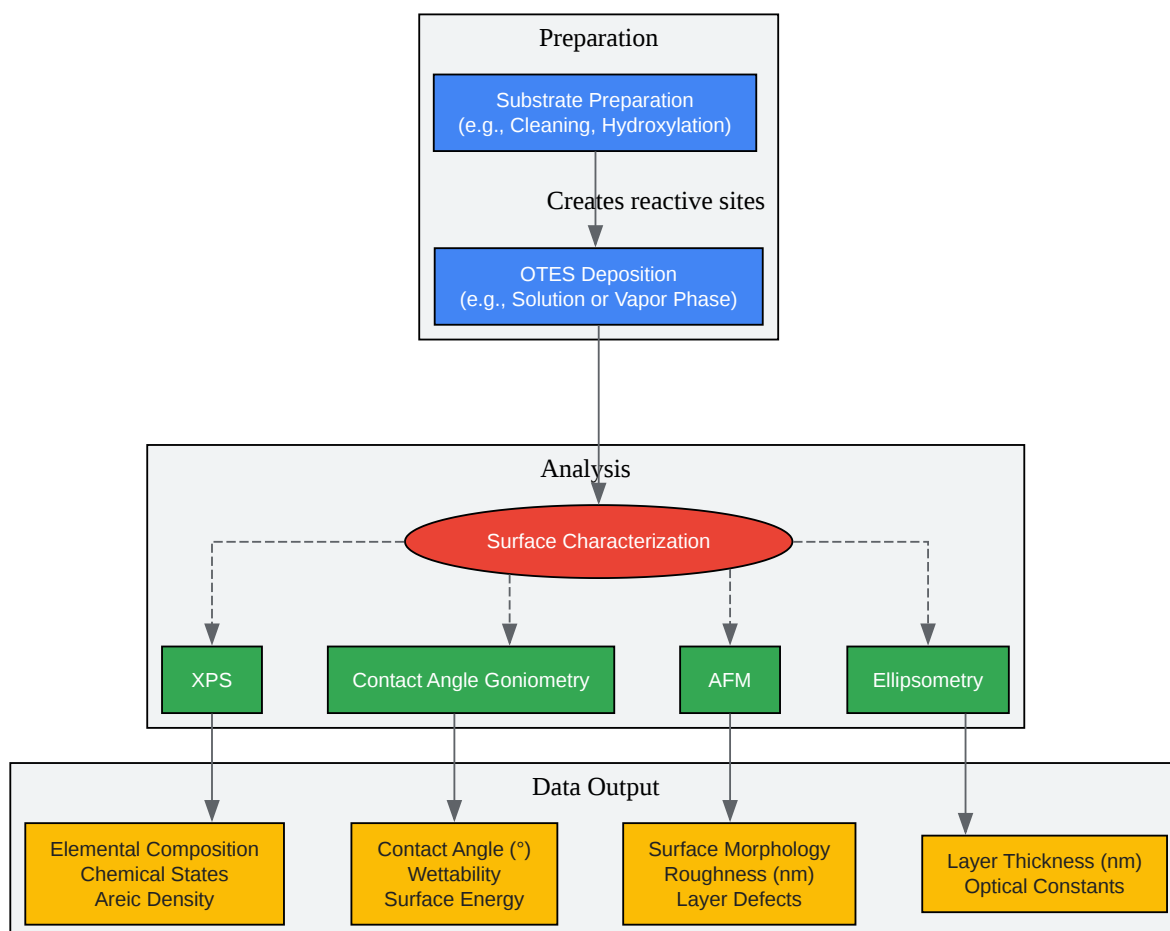 Preparation
Substrate Preparation
(e.g., Cleaning, Hydroxylation)
Creates reactive sites
OTES Deposition
(e.g., Solution or Vapor Phase)
Analysis
Surface Characterization
XPS
Contact Angle Goniometry
AFM
Ellipsometry
Data Output
Elemental Composition
Chemical States
Areic Density
Contact Angle (°)
Wettability
Surface Energy
Surface Morphology
Roughness (nm)
Layer Defects
Layer Thickness (nm)
Optical Constants